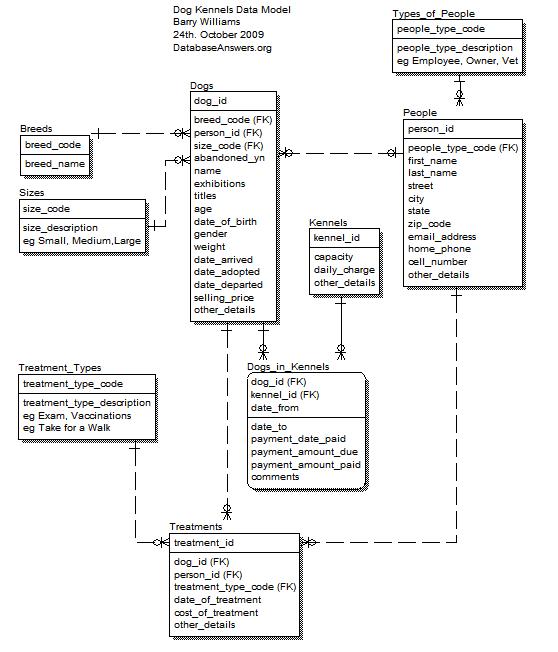 Dog Kennels Data Model
Barry Williams
24th. October 2009
DatabaseAnswers.org
Types_of_People
people_type_code
people_type_description
eg Employee, Owner, Vet
Dogs
dog_id
breed_code (FK)
person_id (FK)
size_code (FK)
abandoned_yn
name
exhibitions
titles
age
date_of_birth
gender
weight
date_arrived
date_adopted
date_departed
selling_price
other_details
Breeds
breed_code
breed_name
Sizes
size_code
size_description
eg Small, Medium,Large
People
person_id
people_type_code (FK)
first_name
last_name
street
city
state
zip_code
email_address
home_phone
cell_number
other_details
Kennels
kennel_id
capacity
daily_charge
other_details
Treatment_Types
treatment_type_code
treatment_type_description
eg Exam, Vaccinations
eg Take for a Walk
Dogs_in_Kennels
dog_id (FK)
kennel_id (FK)
date_from
date_to
payment_date_paid
payment_amount_due
payment_amount_paid
comments
Treatments
treatment_id
dog_id (FK)
person_id (FK)
treatment_type_code (FK)
date_of_treatment
cost_of_treatment
other_details